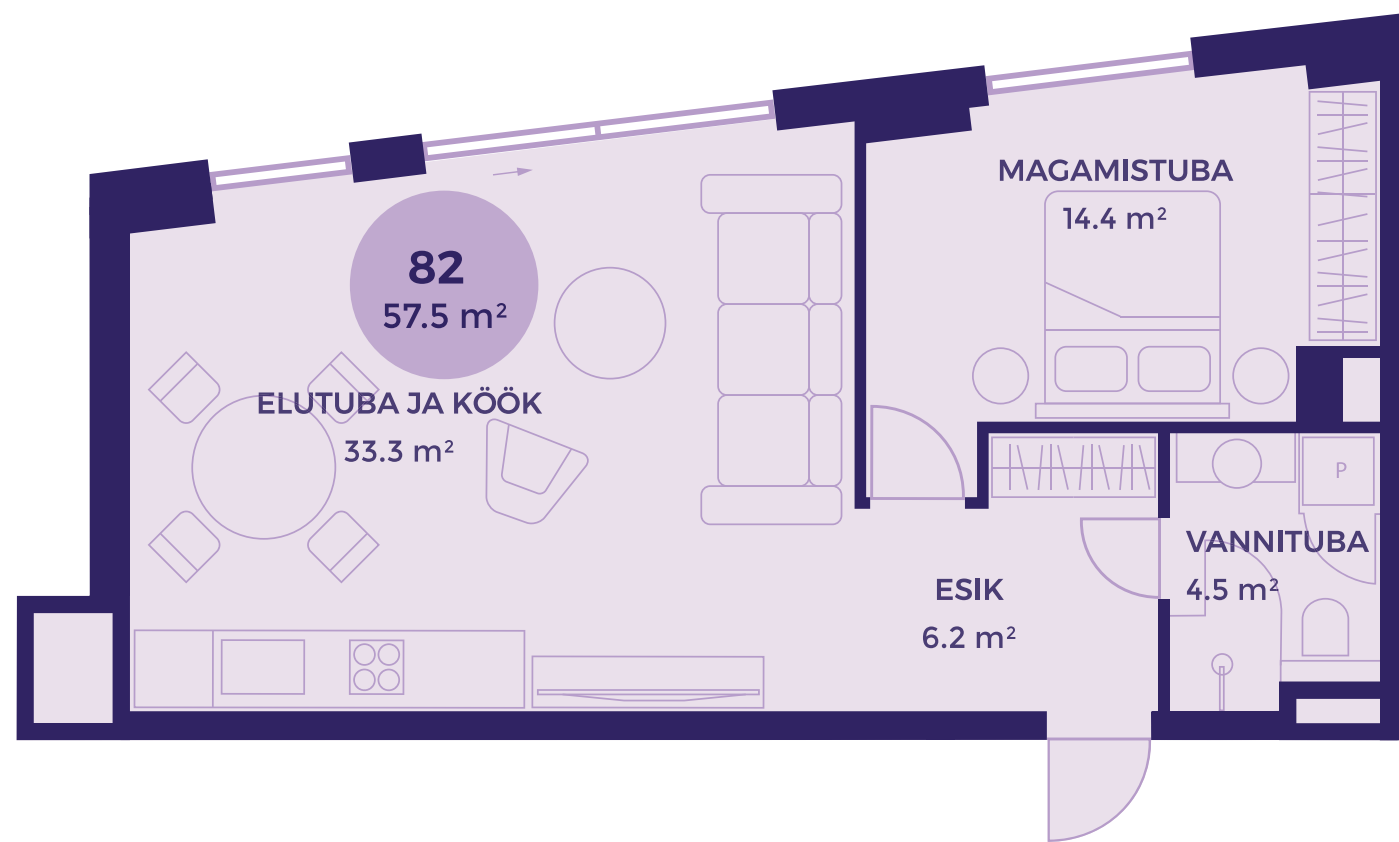 MAGAMISTUBA
14.4 m²
82
57.5 m²
ELUTUBA JA KÖÖK
33.3 m²
P
VANNITUBA
4.5 m²
ESIK
6.2 m²